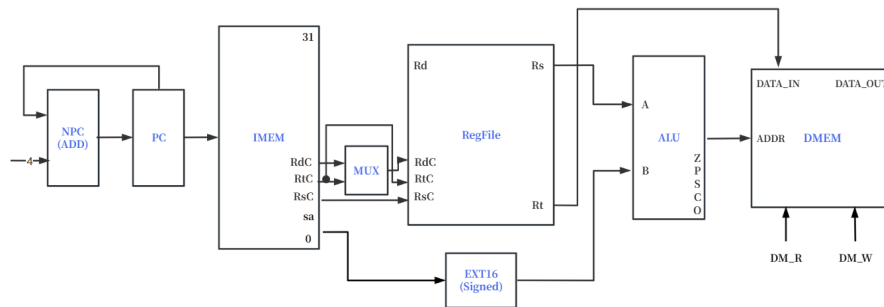 NPC
(ADD)
4
PC
31
IMEM
RdC
RtC
RsC
sa
0
MUX
Rd
Rs
RegFile
RdC
RtC
RsC
Rt
EXT16
(Signed)
A
ALU
B
Z
P
S
C
O
DATA_IN
DATA_OUT
ADDR
DMEM
DM_R
DM_W